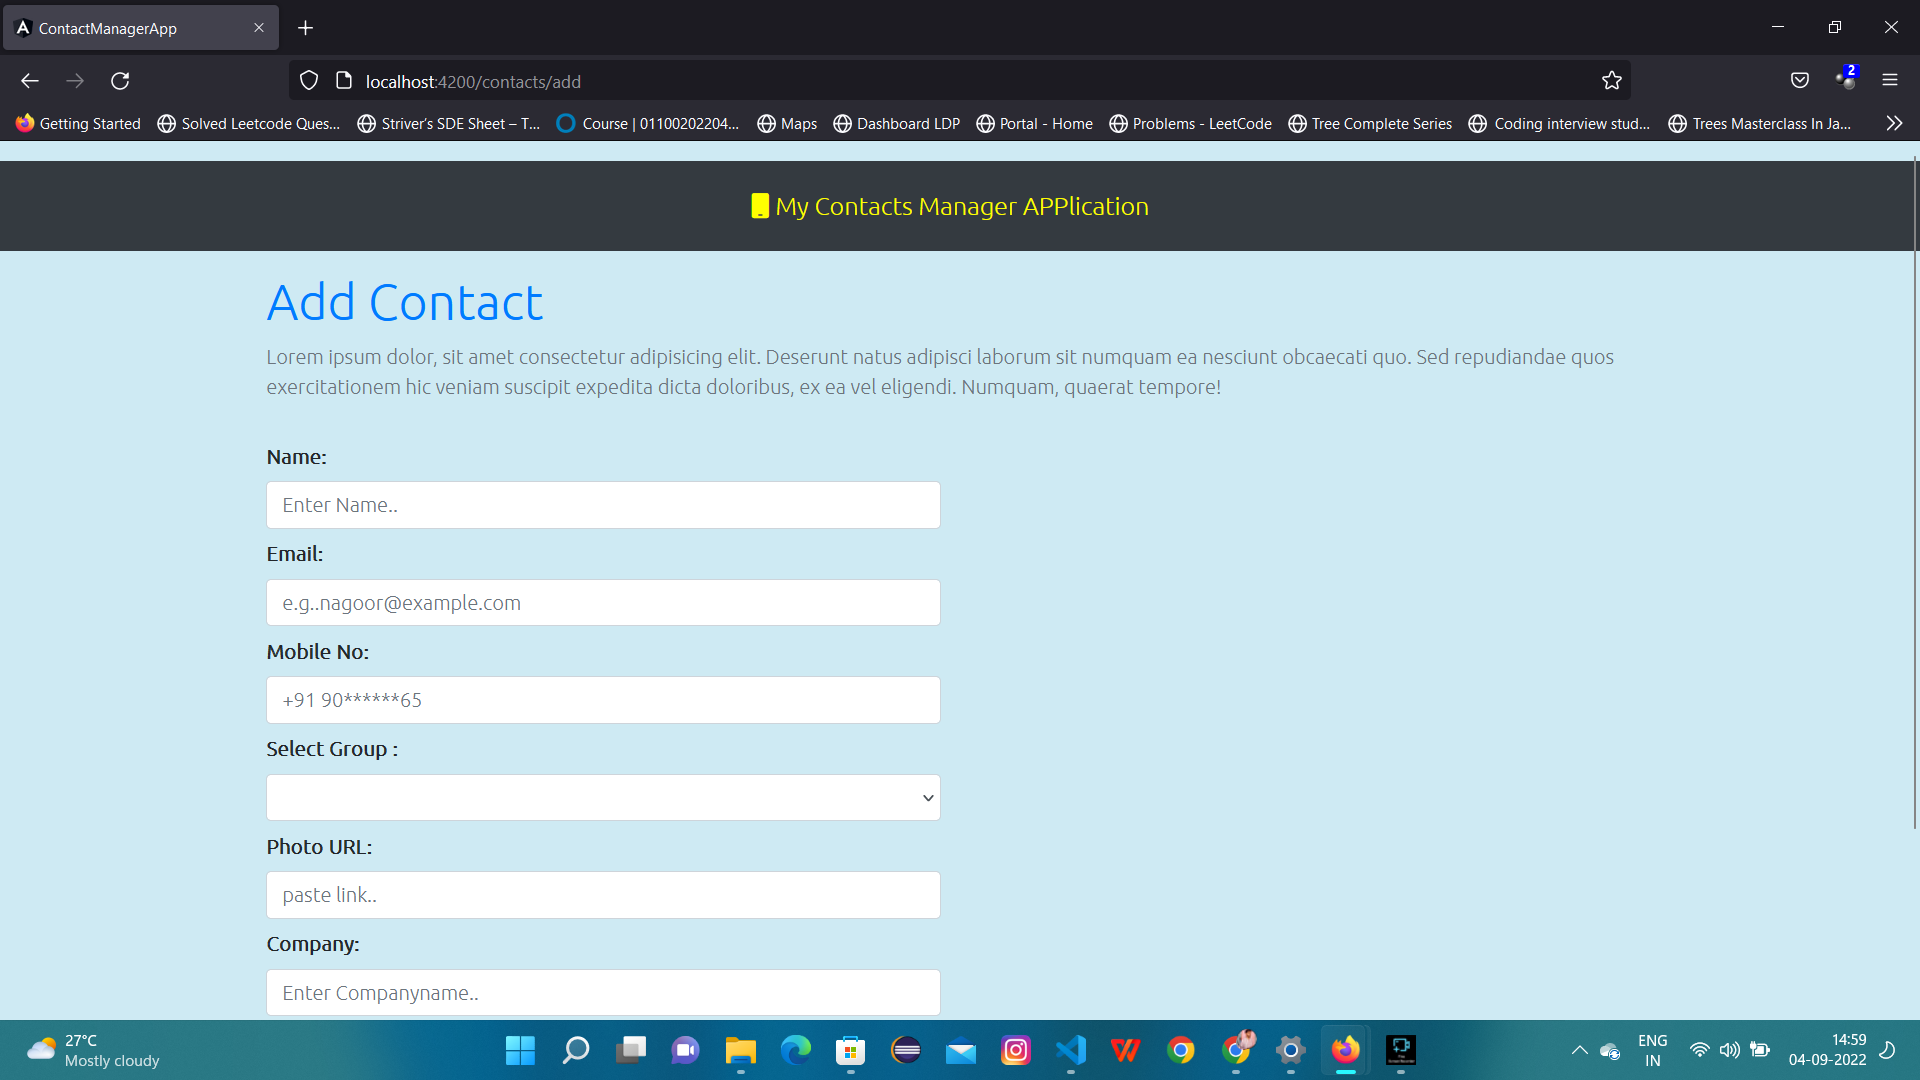 ContactManagerApp
localhost:4200/contacts/add
2
Getting Started
Solved Leetcode Ques...
Striver's SDE Sheet – T...
Course | 01100202204...
Maps
Dashboard LDP
Portal - Home
Problems - LeetCode
Tree Complete Series
Coding interview stud...
Trees Masterclass In Ja...
My Contacts Manager APPlication
Add Contact
Lorem ipsum dolor, sit amet consectetur adipisicing elit. Deserunt natus adipisci laborum sit numquam ea nesciunt obcaecati quo. Sed repudiandae quos
exercitationem hic veniam suscipit expedita dicta doloribus, ex ea vel eligendi. Numquam, quaerat tempore!
Name:
Enter Name..
Email:
e.g..nagoor@example.com
Mobile No:
+91 90******65
Select Group :
Photo URL:
paste link..
Company:
Enter Companyname..
27°C
Mostly cloudy
ENG
IN
14:59
04-09-2022